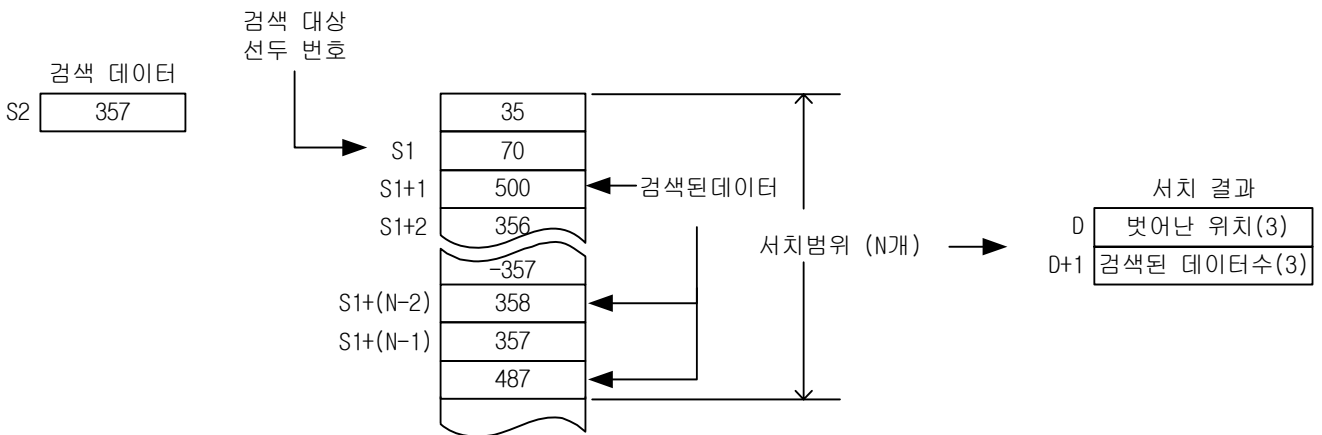 검색 대상
선두 번호
검색 데이터
S2 357
35
S1 70
S1+1 500 검색된데이터
S1+2 356
-357
S1+(N-2) 358
S1+(N-1) 357
487
서치범위 (N개)
서치 결과
D 벗어난 위치(3)
D+1 검색된 데이터수(3)